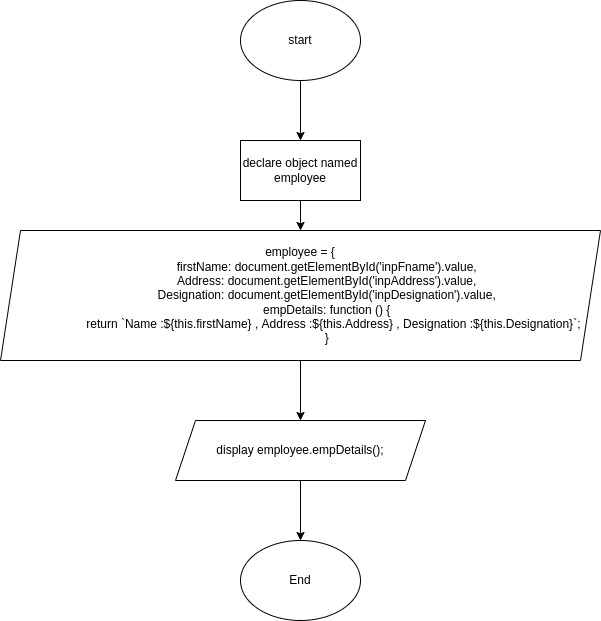 start
declare object named
employee
employee = {
firstName: document.getElementById('inpFname').value,
Address: document.getElementById('inpAddress').value,
Designation: document.getElementById('inpDesignation').value,
empDetails: function () {
return `Name :${this.firstName} , Address :${this.Address} , Designation :${this.Designation}`;
}
display employee.empDetails();
End